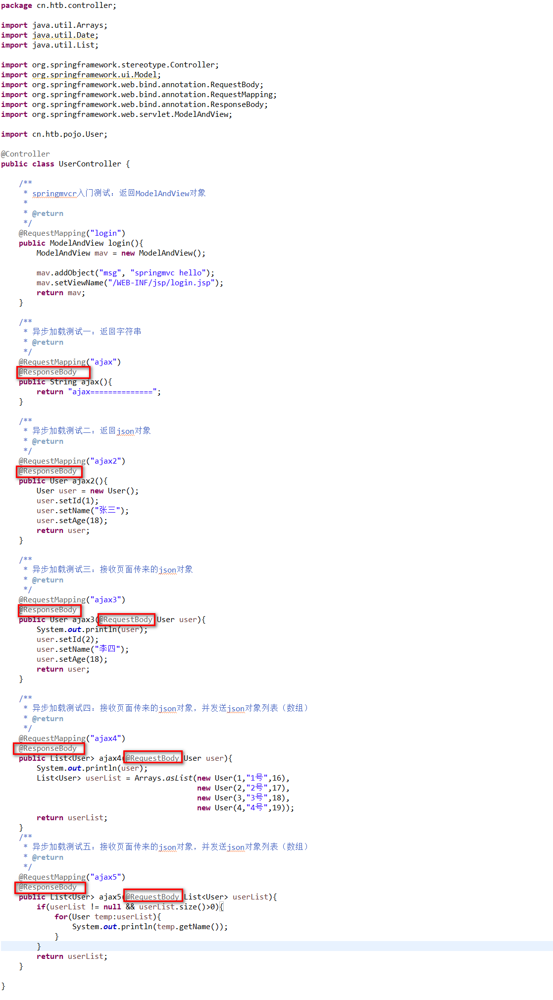 package cn.htb.controller;
import java.util.Arrays;
import java.util.Date;
import java.util.List;
import org.springframework.stereotype.Controller;
import org.springframework.ui.Model;
import org.springframework.web.bind.annotation.RequestBody;
import org.springframework.web.bind.annotation.RequestMapping;
import org.springframework.web.bind.annotation.ResponseBody;
import org.springframework.web.servlet.ModelAndView;
import cn.htb.pojo.User;
@Controller
public class UserController {
/**
* springmvcr入门测试：返回ModelAndView对象
*
* @return
*/
@RequestMapping("login")
public ModelAndView login(){
ModelAndView mav = new ModelAndView();
mav.addObject("msg", "springmvc hello");
mav.setViewName("/WEB-INF/jsp/login.jsp");
return mav;
}
/**
* 异步加载测试一：返回字符串
* @return
*/
@RequestMapping("ajax")
@ResponseBody
public String ajax(){
return "ajax==============";
}
/**
* 异步加载测试二：返回json对象
* @return
*/
@RequestMapping("ajax2")
@ResponseBody
public User ajax2(){
User user = new User();
user.setId(1);
user.setName("张三");
user.setAge(18);
return user;
}
/**
* 异步加载测试三：接收页面传来的json对象
* @return
*/
@RequestMapping("ajax3")
@ResponseBody
public User ajax3(@RequestBody User user){
System.out.println(user);
user.setId(2);
user.setName("李四");
user.setAge(18);
return user;
}
/**
* 异步加载测试四：接收页面传来的json对象，并发送json对象列表（数组）
* @return
*/
@RequestMapping("ajax4")
@ResponseBody
public List<User> ajax4(@RequestBody User user){
System.out.println(user);
List<User> userList = Arrays.asList(new User(1,"1号",16),
new User(2,"2号",17),
new User(3,"3号",18),
new User(4,"4号",19));
return userList;
}
/**
* 异步加载测试五：接收页面传来的json对象，并发送json对象列表（数组）
* @return
*/
@RequestMapping("ajax5")
@ResponseBody
public List<User> ajax5(@RequestBody List<User> userList){
if(userList != null && userList.size()>0){
for(User temp:userList){
System.out.println(temp.getName());
}
}
return userList;
}
}